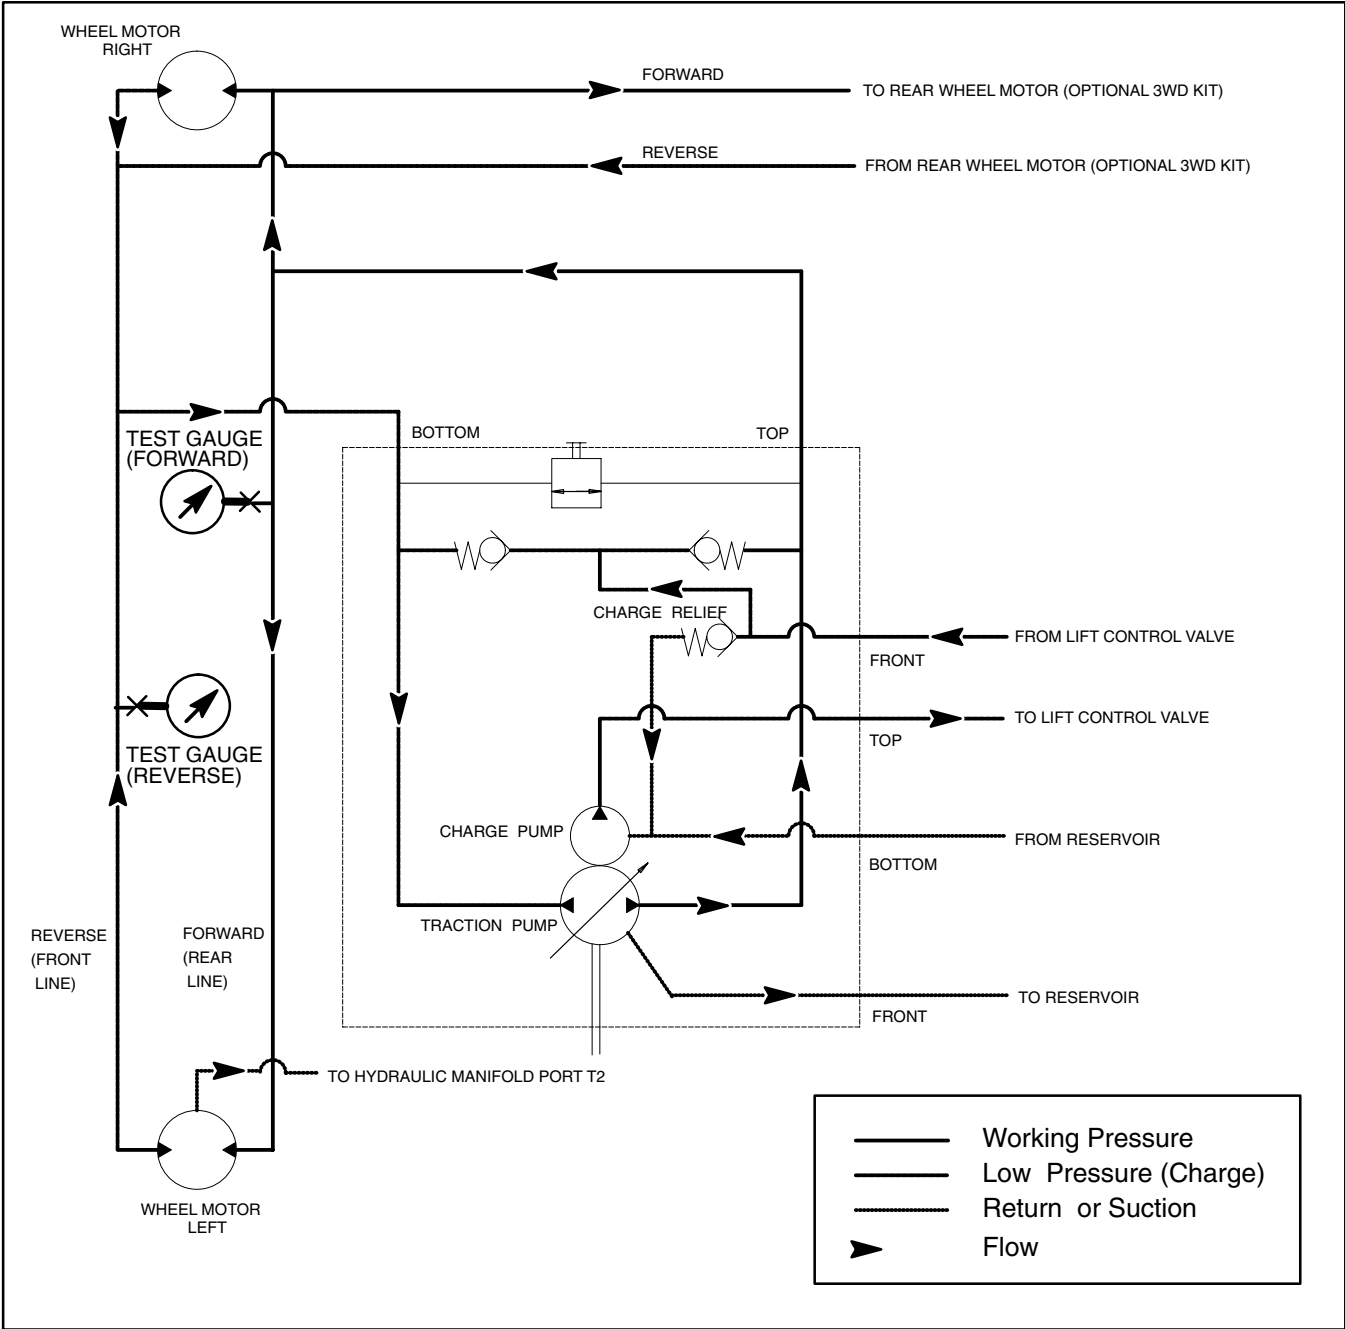 WHEEL MOTOR
RIGHT
FORWARD
TO REAR WHEEL MOTOR (OPTIONAL 3WD KIT)
REVERSE
FROM REAR WHEEL MOTOR (OPTIONAL 3WD KIT)
BOTTOM
TOP
TEST GAUGE
(FORWARD)
CHARGE RELIEF
FROM LIFT CONTROL VALVE
FRONT
TO LIFT CONTROL VALVE
TOP
TEST GAUGE
(REVERSE)
CHARGE PUMP
FROM RESERVOIR
BOTTOM
TRACTION PUMP
REVERSE
(FRONT
LINE)
FORWARD
(REAR
LINE)
TO RESERVOIR
FRONT
TO HYDRAULIC MANIFOLD PORT T2
WHEEL MOTOR
LEFT
Working Pressure
Low Pressure (Charge)
Return or Suction
Flow